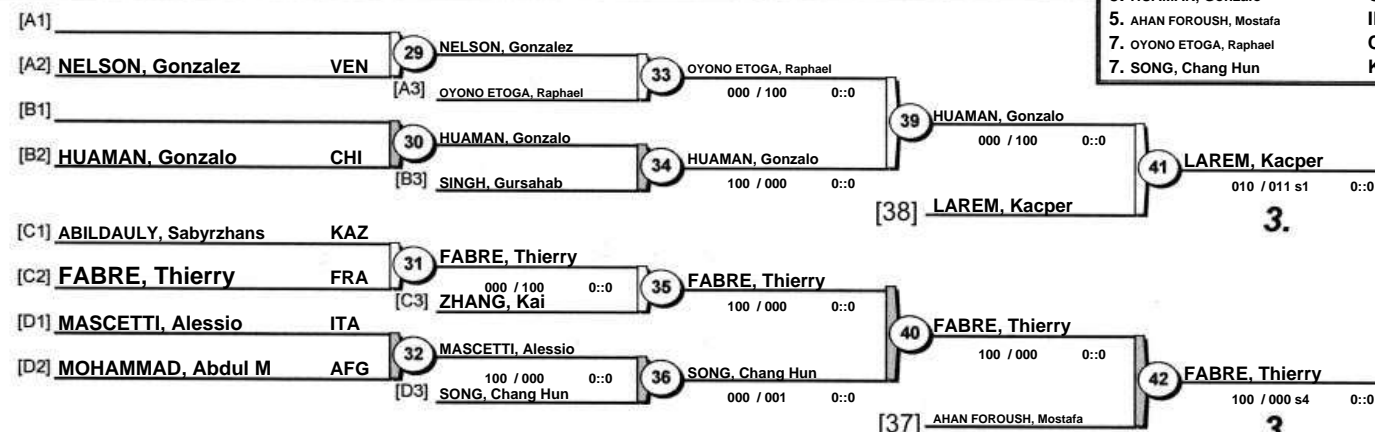 5. AHAN FOROUSH, Mostafa
7. OYONO ETOGA, Raphael
7. SONG, Chang Hun
[A1]
[A2] NELSON, Gonzalez VEN
29
NELSON, Gonzalez
[A3] OYONO ETOGA, Raphael
33
OYONO ETOGA, Raphael
000 / 100 0::0
[B1]
[B2] HUAMAN, Gonzalo CHI
30
HUAMAN, Gonzalo
[B3] SINGH, Gursahab
34
HUAMAN, Gonzalo
100 / 000 0::0
39
HUAMAN, Gonzalo
000 / 100 0::0
[38] LAREM, Kacper
41
LAREM, Kacper
010 / 011 s1 0::0
3.
[C1] ABILDAULY, Sabyrzhans KAZ
[C2] FABRE, Thierry FRA
31
FABRE, Thierry
000 / 100 0::0
[C3] ZHANG, Kai
35
FABRE, Thierry
100 / 000 0::0
[D1] MASCETTI, Alessio ITA
[D2] MOHAMMAD, Abdul M AFG
32
MASCETTI, Alessio
100 / 000 0::0
[D3] SONG, Chang Hun
36
SONG, Chang Hun
000 / 001 0::0
40
FABRE, Thierry
100 / 000 0::0
[37] AHAN FOROUSH, Mostafa
42
FABRE, Thierry
100 / 000 s4 0::0
3.